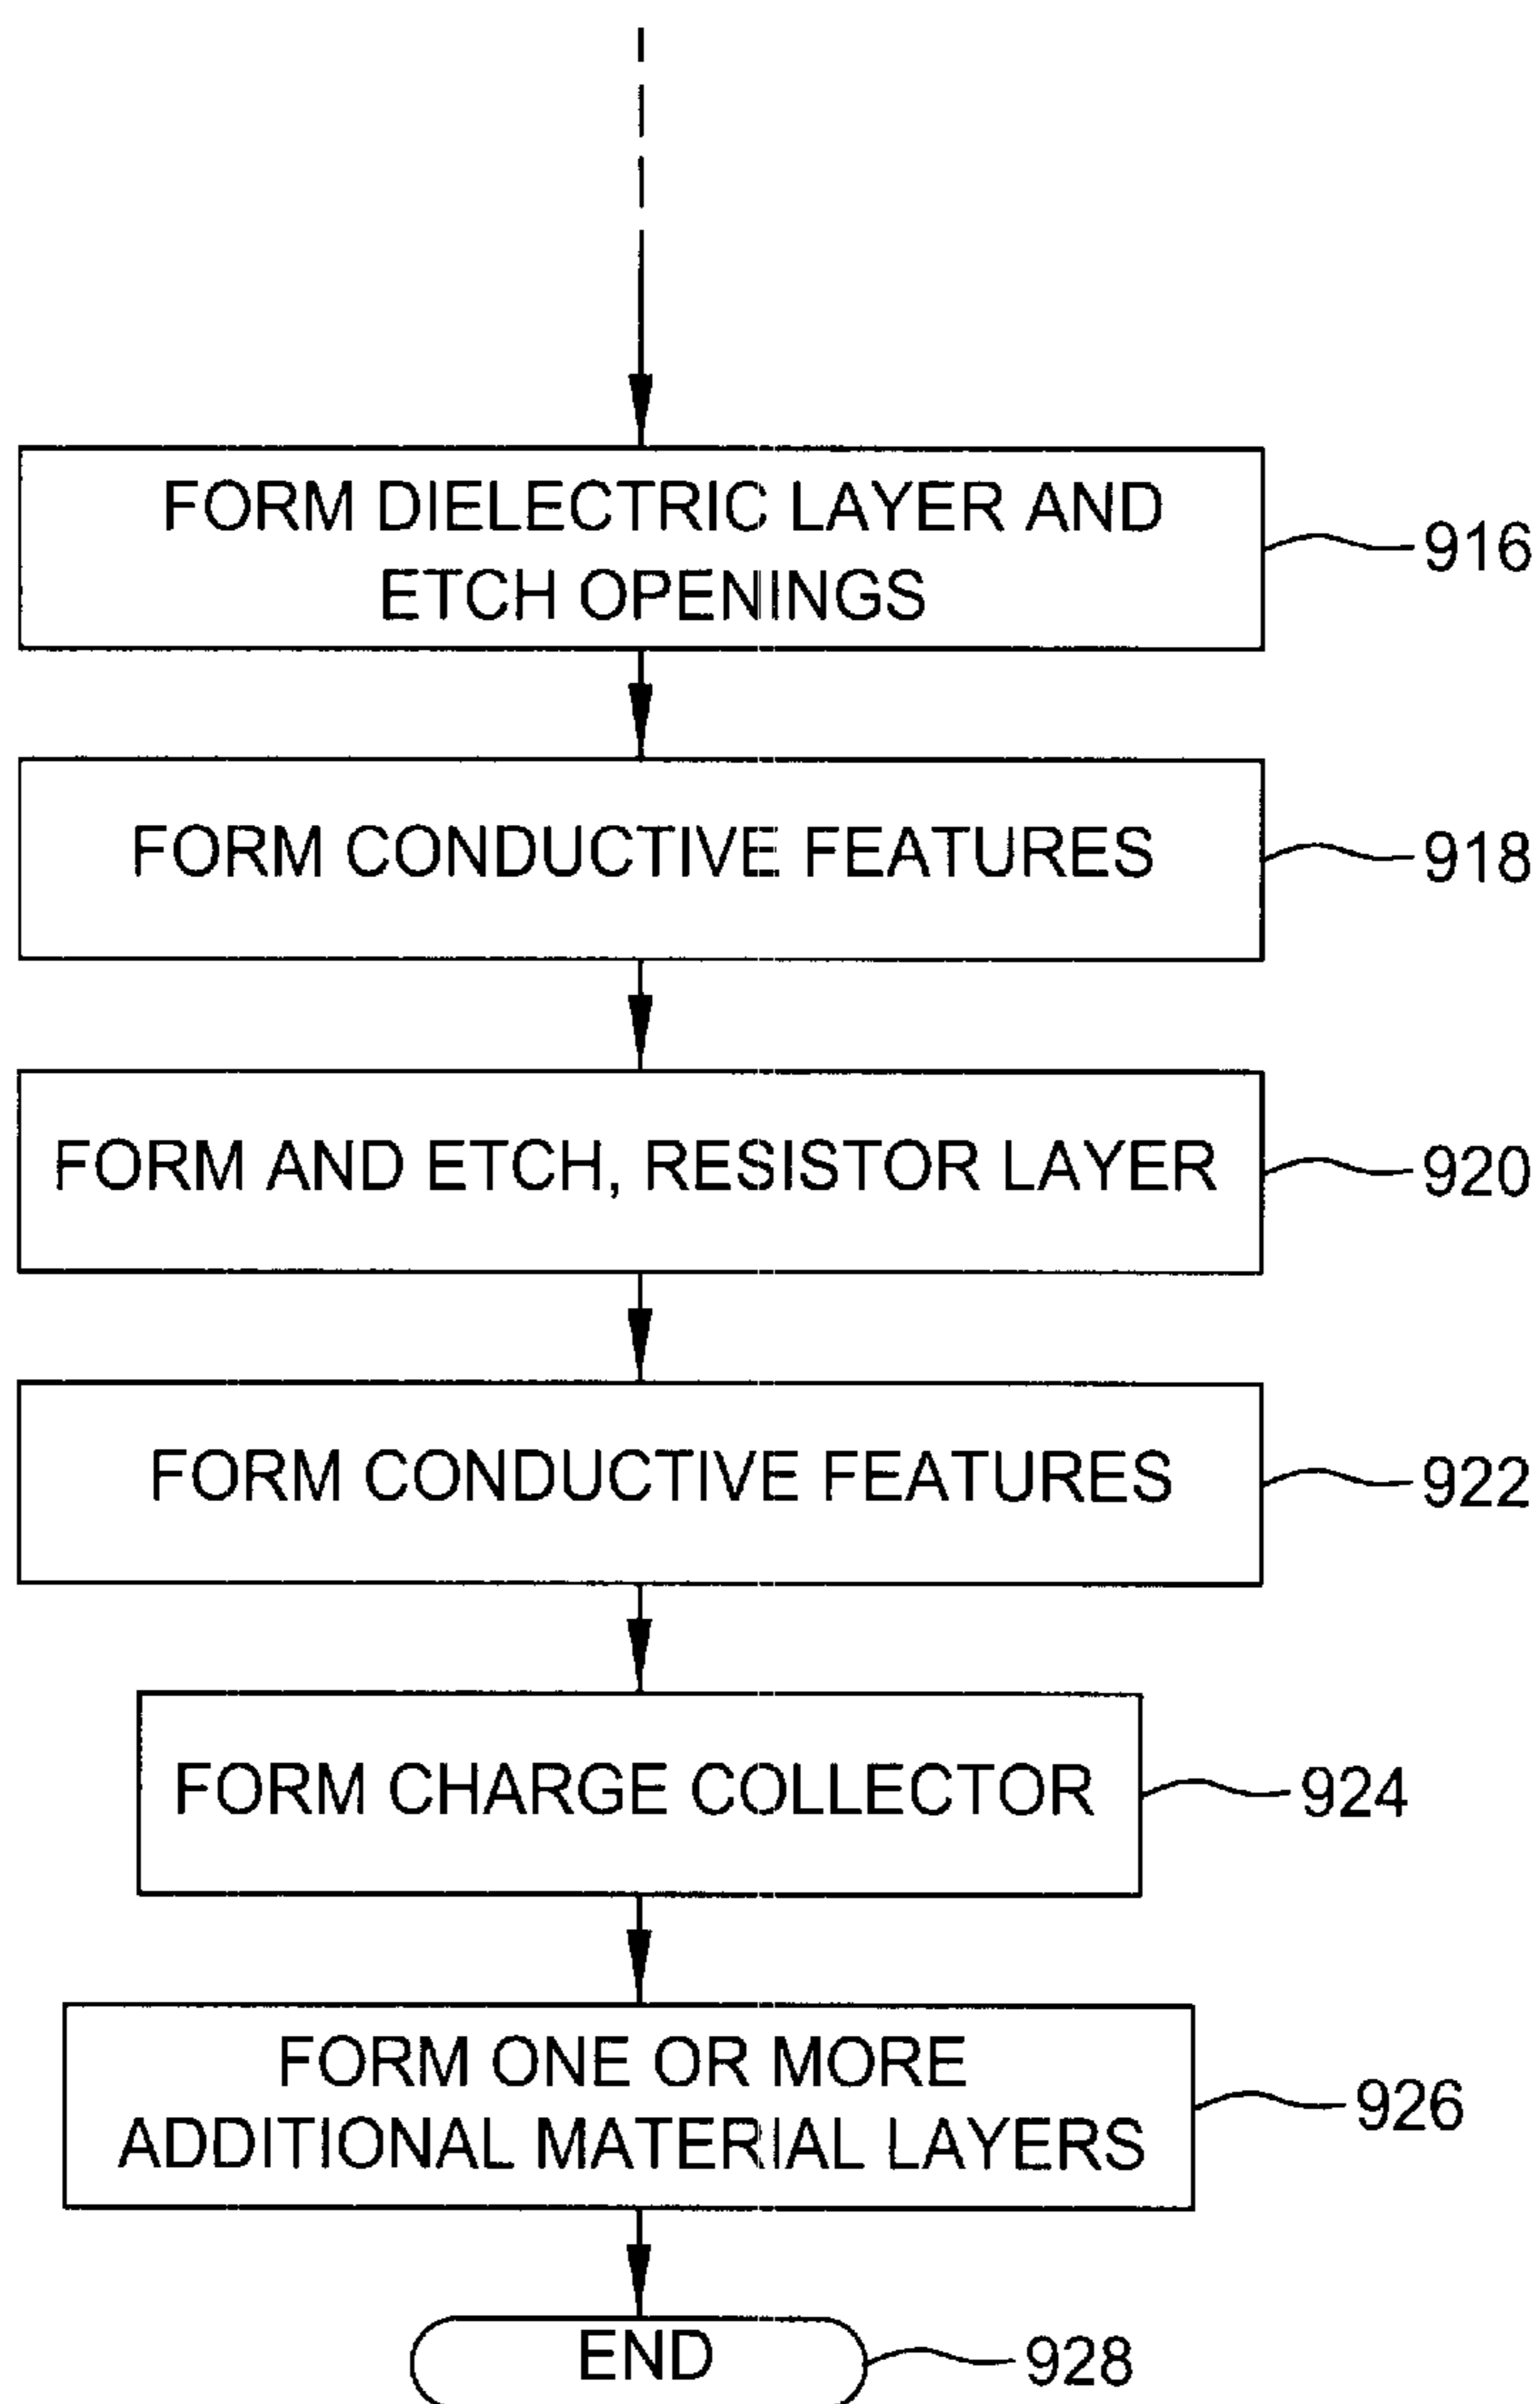 FORM DIELECTRIC LAYER AND
ETCH OPENINGS
916
FORM CONDUCTIVE FEATURES
918
FORM AND ETCH, RESISTOR LAYER
920
FORM CONDUCTIVE FEATURES
922
FORM CHARGE COLLECTOR
924
FORM ONE OR MORE
ADDITIONAL MATERIAL LAYERS
926
END
928